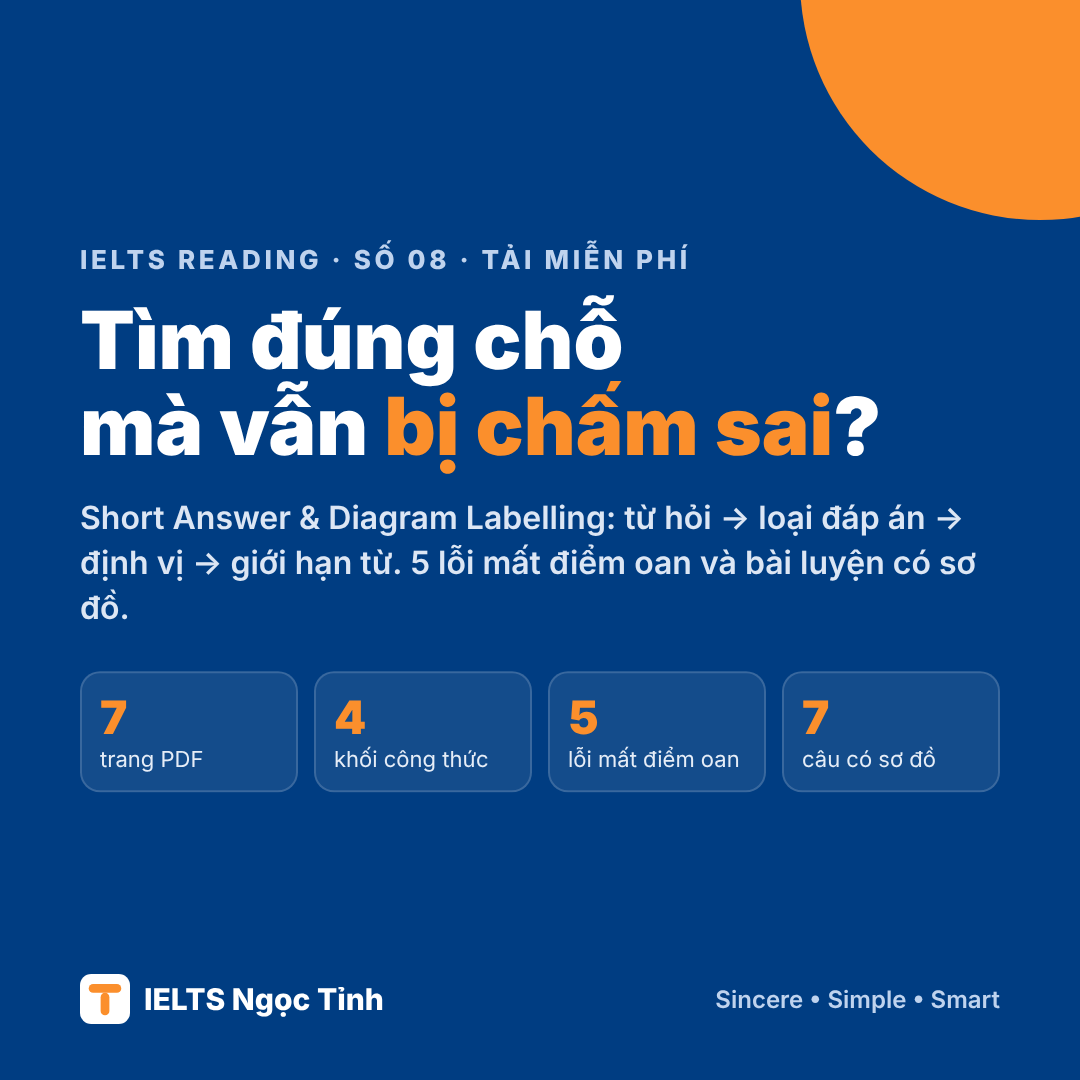 IELTS READING · SỐ 08 · TẢI MIỄN PHÍ
Tìm đúng chỗ
mà vẫn bị chấm sai?
Short Answer & Diagram Labelling: từ hỏi → loại đáp án →
định vị → giới hạn từ. 5 lỗi mất điểm oan và bài luyện có sơ
đồ.
7
trang PDF
4
khối công thức
5
lỗi mất điểm oan
7
câu có sơ đồ
IELTS Ngọc Tỉnh
Sincere • Simple • Smart